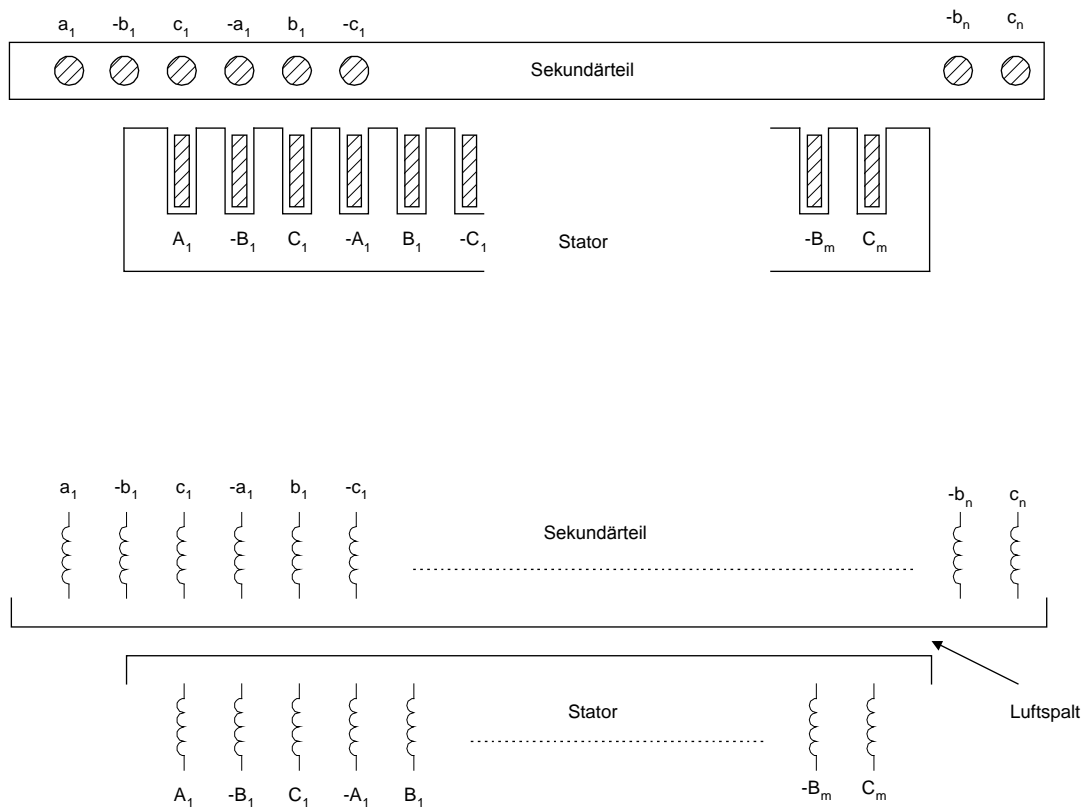 a₁ -b₁ c₁ -a₁ b₁ -c₁ -bₙ cₙ
Sekundärteil
A₁ -B₁ C₁ -A₁ B₁ -C₁ Stator -Bₘ Cₘ
a₁ -b₁ c₁ -a₁ b₁ -c₁ -bₙ cₙ
Sekundärteil
Stator Luftspalt
A₁ -B₁ C₁ -A₁ B₁ -Bₘ Cₘ